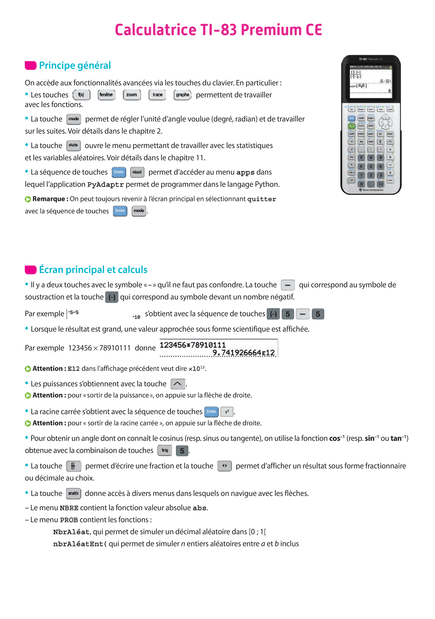 Calculatrice TI-83 Premium CE
Principe général
On accède aux fonctionnalités avancées via les touches du clavier. En particulier :
• Les touches f(x) fenêtre zoom trace graphe permettent de travailler
avec les fonctions.
• La touche mode permet de régler l'unité d'angle voulue (degré, radian) et de travailler
sur les suites. Voir détails dans le chapitre 2.
• La touche stats ouvre le menu permettant de travailler avec les statistiques
et les variables aléatoires. Voir détails dans le chapitre 11.
• La séquence de touches 2nde résol permet d'accéder au menu apps dans
lequel l'application PyAdaptr permet de programmer dans le langage Python.
Remarque : On peut toujours revenir à l'écran principal en sélectionnant quitter
avec la séquence de touches 2nde mode.
Écran principal et calculs
• Il y a deux touches avec le symbole « – » qu'il ne faut pas confondre. La touche − qui correspond au symbole de
soustraction et la touche (-) qui correspond au symbole devant un nombre négatif.
Par exemple -5-5 -10 s'obtient avec la séquence de touches (-) 5 − 5
• Lorsque le résultat est grand, une valeur approchée sous forme scientifique est affichée.
Par exemple 123456 × 78910111 donne 123456*78910111
9.741926664E12
Attention : E12 dans l'affichage précédent veut dire ×10¹².
• Les puissances s'obtiennent avec la touche ^.
Attention : pour « sortir de la puissance », on appuie sur la flèche de droite.
• La racine carrée s'obtient avec la séquence de touches 2nde x².
Attention : pour « sortir de la racine carrée », on appuie sur la flèche de droite.
• Pour obtenir un angle dont on connaît le cosinus (resp. sinus ou tangente), on utilise la fonction cos⁻¹ (resp. sin⁻¹ ou tan⁻¹)
obtenue avec la combinaison de touches trig 5.
• La touche permet d'écrire une fraction et la touche permet d'afficher un résultat sous forme fractionnaire
ou décimale au choix.
• La touche math donne accès à divers menus dans lesquels on navigue avec les flèches.
– Le menu NBRE contient la fonction valeur absolue abs.
– Le menu PROB contient les fonctions :
NbrAléat, qui permet de simuler un décimal aléatoire dans [0 ; 1[
nbrAléatEnt( qui permet de simuler n entiers aléatoires entre a et b inclus